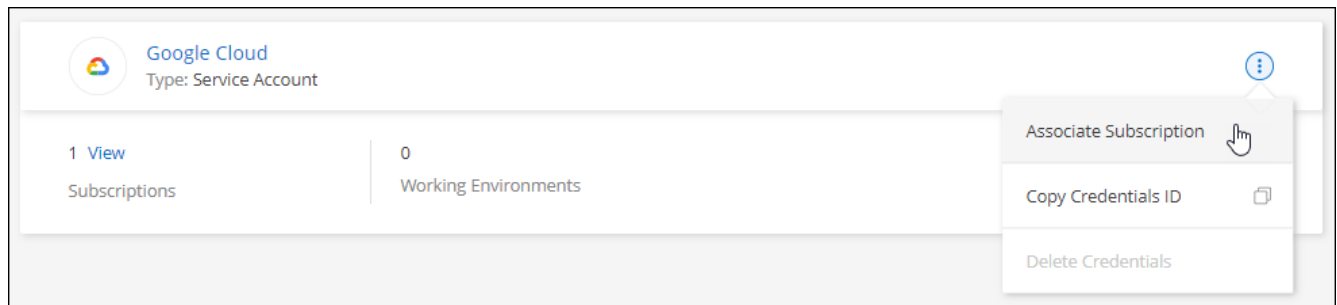 Google Cloud
Type: Service Account
1 View
Subscriptions
0
Working Environments
Associate Subscription
Copy Credentials ID
Delete Credentials